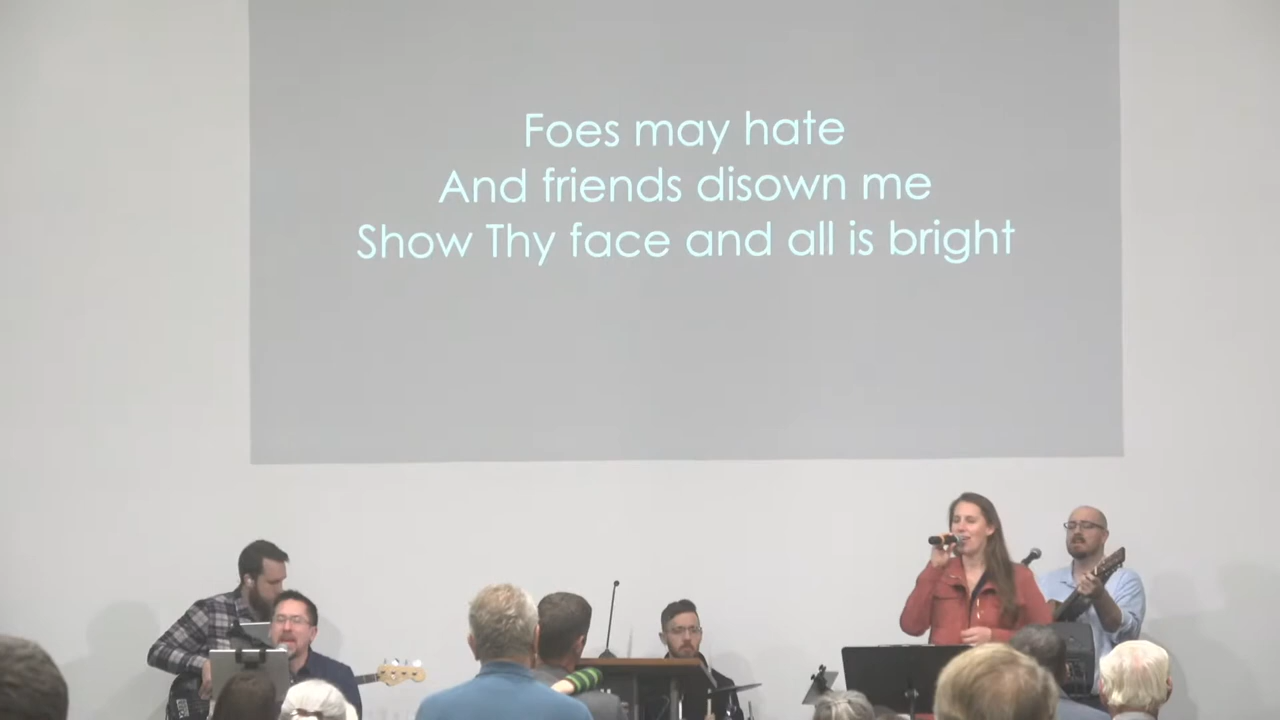 Foes may hate
And friends disown me
Show Thy face and all is bright